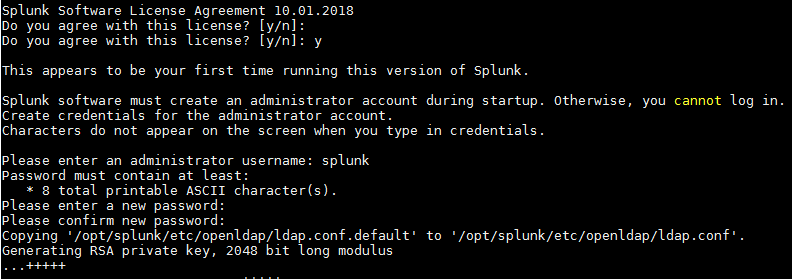 Splunk Software License Agreement 10.01.2018
Do you agree with this license? [y/n]:
Do you agree with this license? [y/n]: y
This appears to be your first time running this version of Splunk.
Splunk software must create an administrator account during startup. Otherwise, you cannot log in.
Create credentials for the administrator account.
Characters do not appear on the screen when you type in credentials.
Please enter an administrator username: splunk
Password must contain at least:
   * 8 total printable ASCII character(s).
Please enter a new password:
Please confirm new password:
Copying '/opt/splunk/etc/openldap/ldap.conf.default' to '/opt/splunk/etc/openldap/ldap.conf'.
Generating RSA private key, 2048 bit long modulus
...+++++